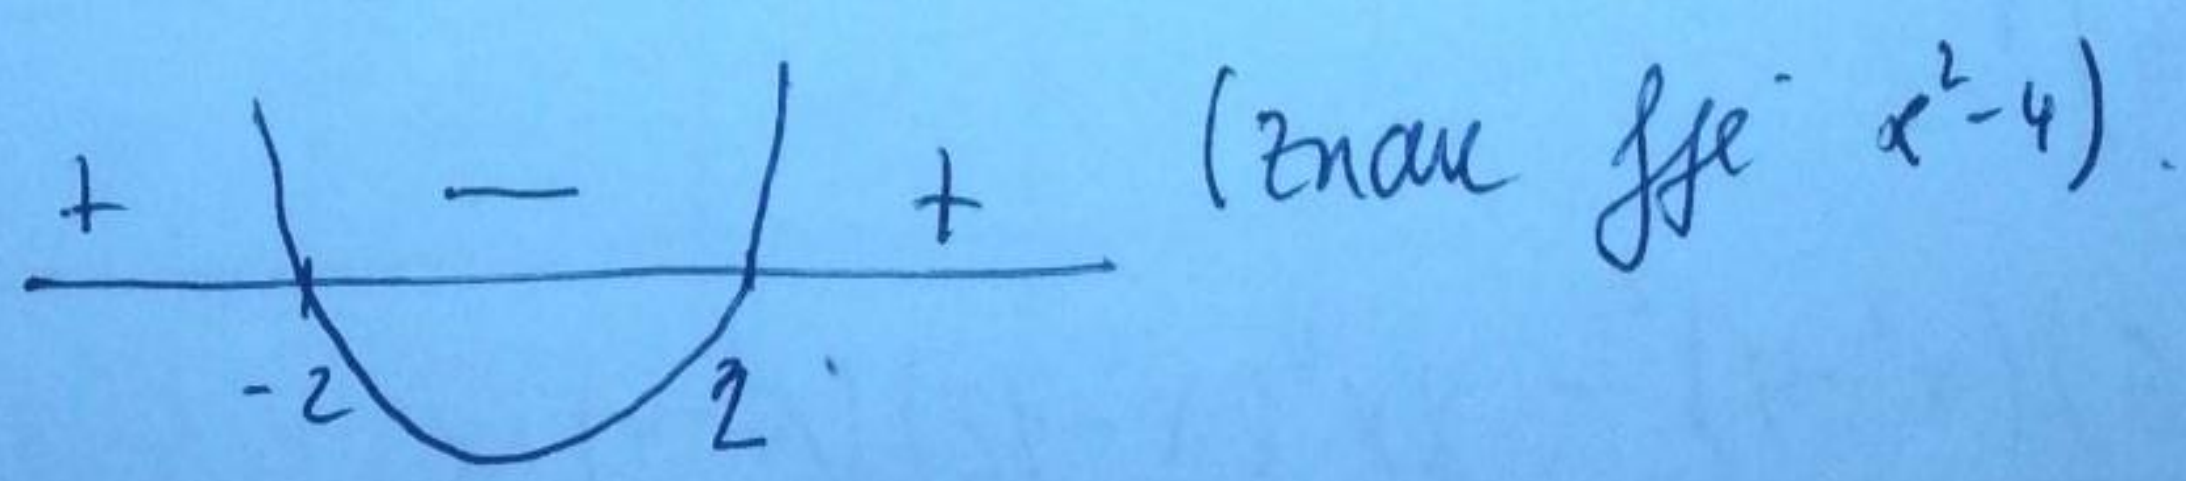 + − + (znak fje x²-4).
-2 2